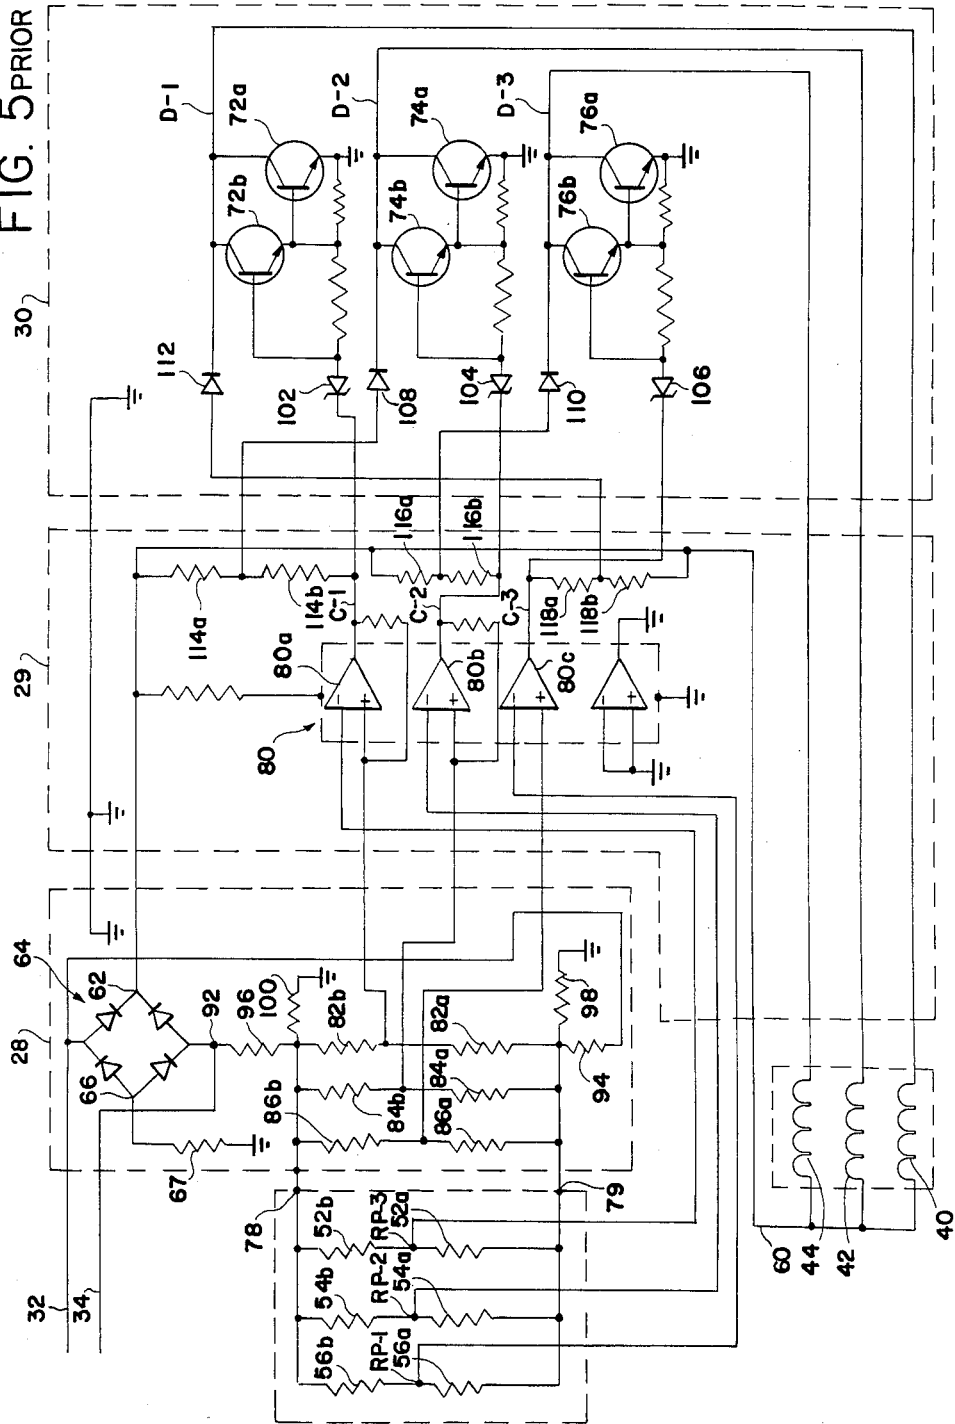 FIG. 5 PRIOR
30
D-1
72a
72b
D-2
74a
74b
D-3
76a
76b
112
102
108
104
110
106
29
114a
114b
C-1
116a
116b
C-2
C-3
118a
118b
80a
80
80b
80c
-
+
-
+
-
+
-
+
28
64
62
66
92
96
100
67
82b
82a
84b
84a
86b
86a
98
94
78
79
52b
RP-3
52a
54b
RP-2
54a
56b
RP-1
56a
32
34
60
44
42
40